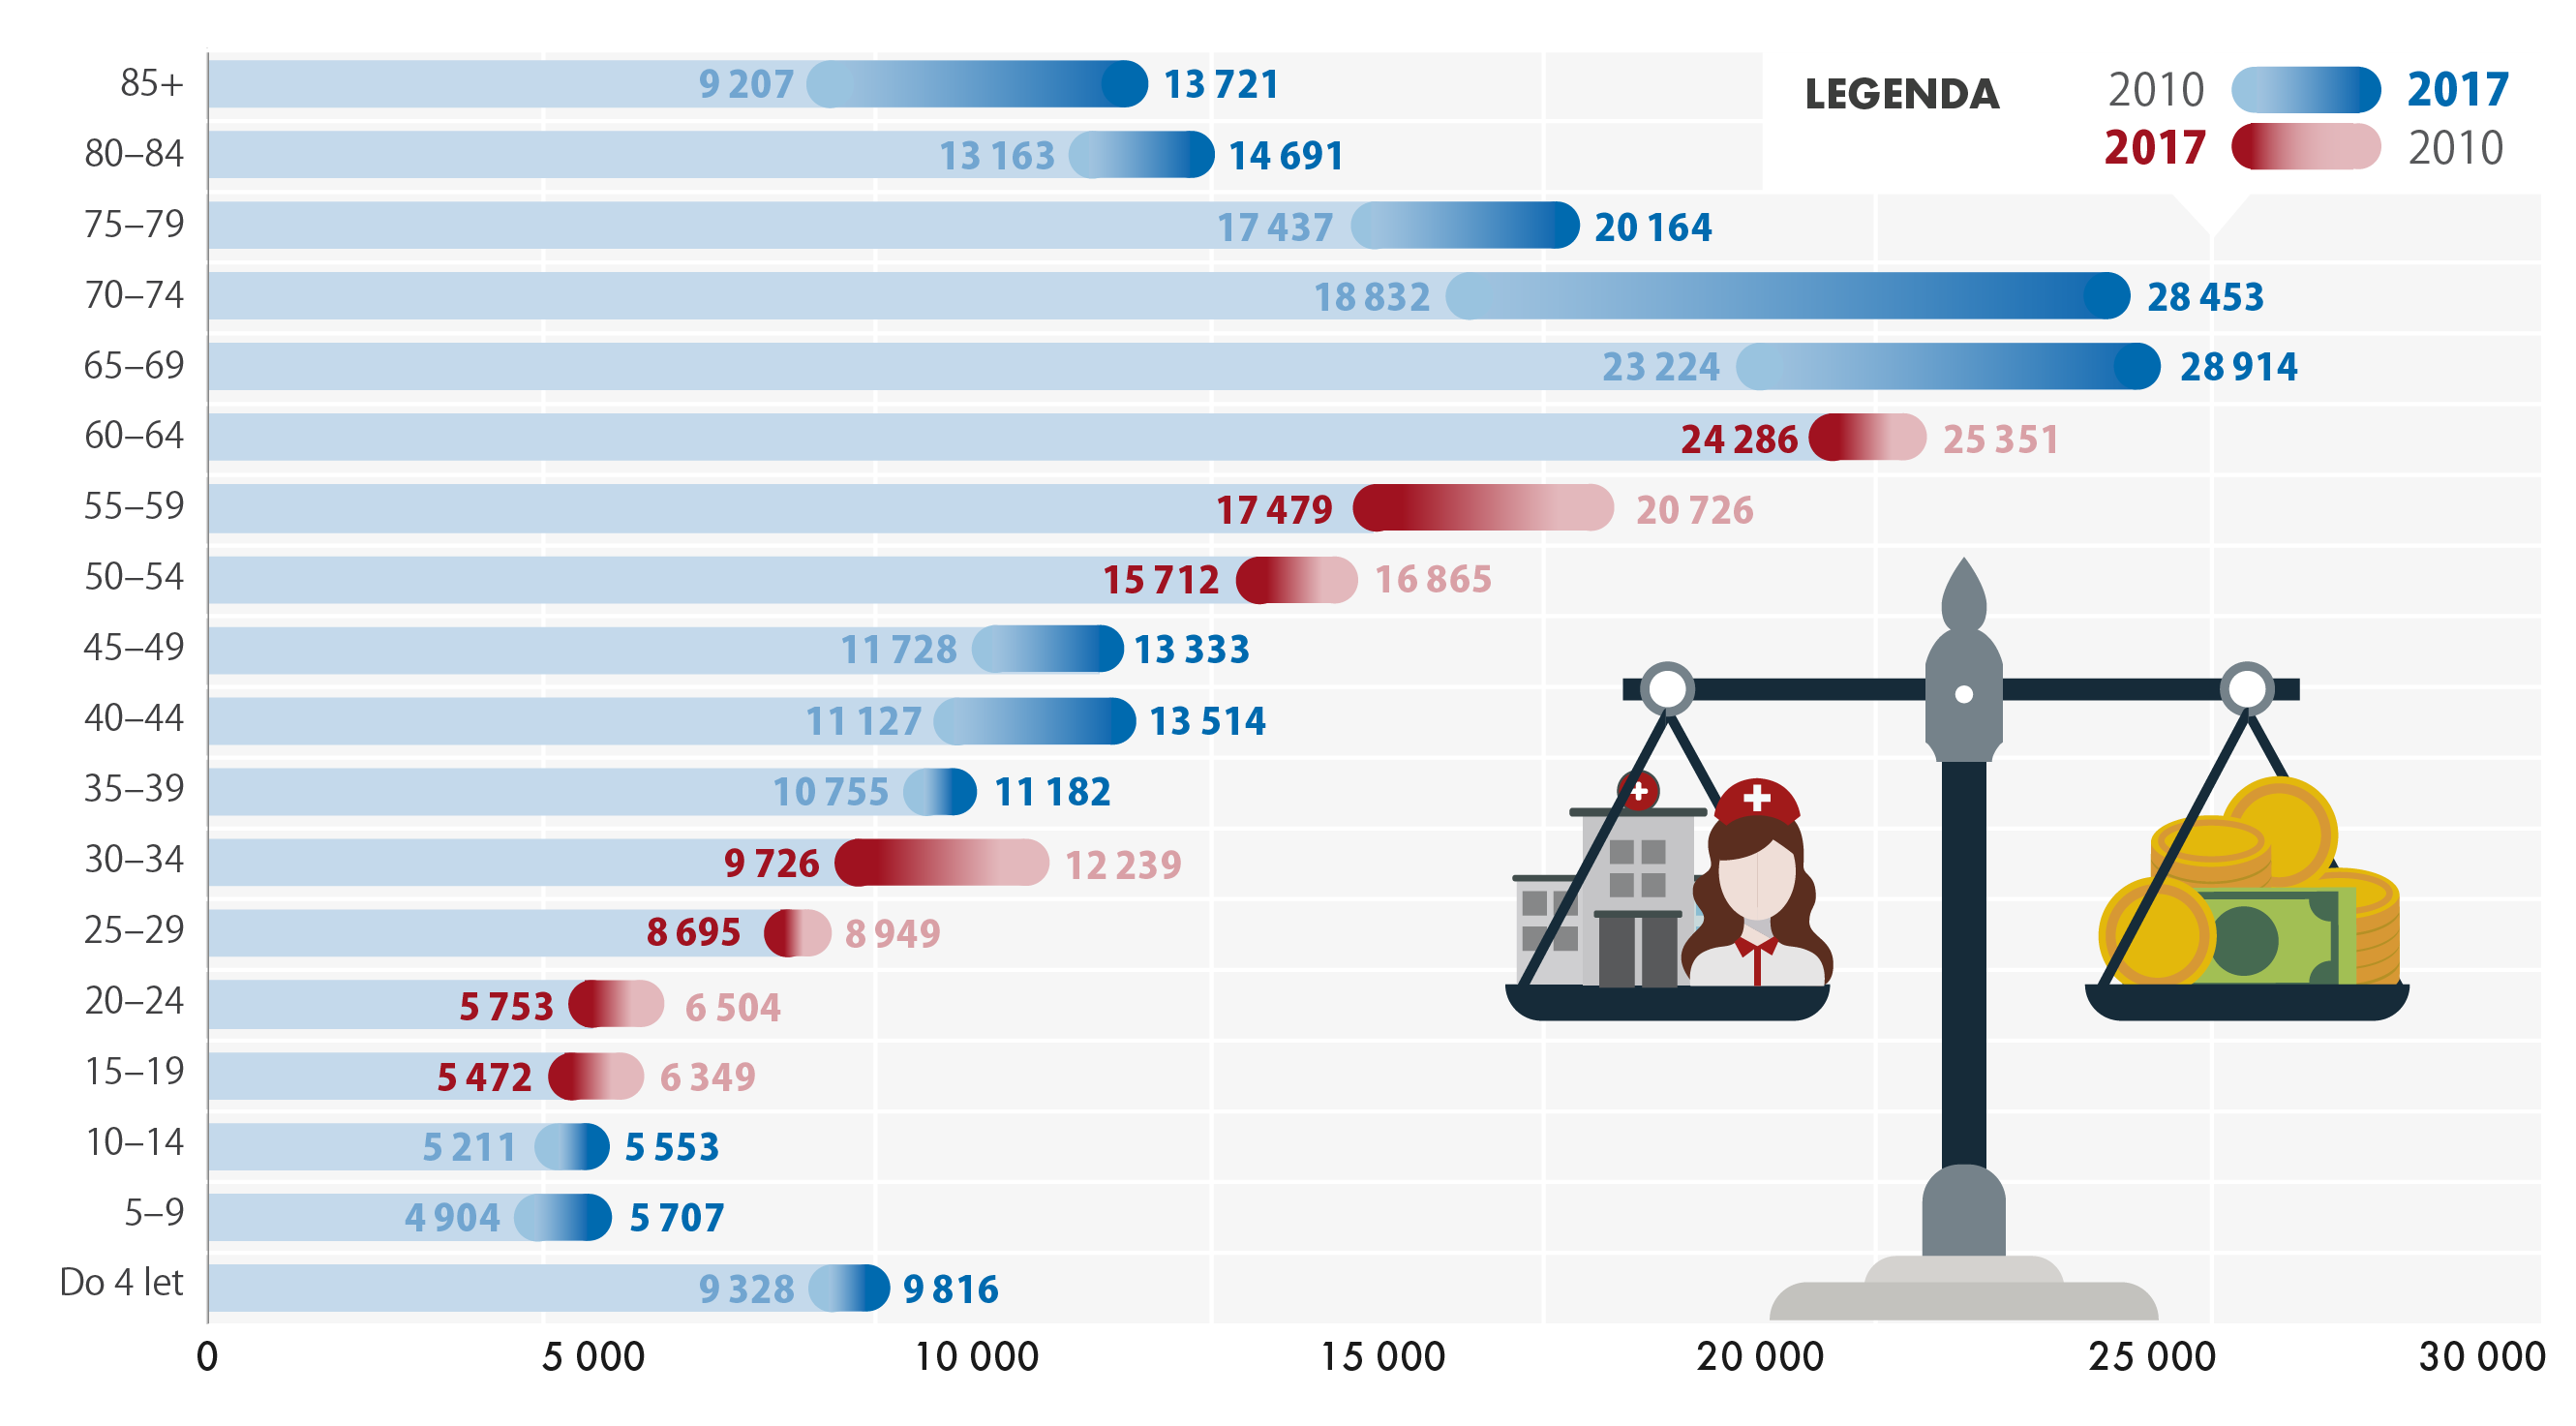 LEGENDA
2010 2017
2017 2010
85+ 9 207 13 721
80–84 13 163 14 691
75–79 17 437 20 164
70–74 18 832 28 453
65–69 23 224 28 914
60–64 24 286 25 351
55–59 17 479 20 726
50–54 15 712 16 865
45–49 11 728 13 333
40–44 11 127 13 514
35–39 10 755 11 182
30–34 9 726 12 239
25–29 8 695 8 949
20–24 5 753 6 504
15–19 5 472 6 349
10–14 5 211 5 553
5–9 4 904 5 707
Do 4 let 9 328 9 816
0 5 000 10 000 15 000 20 000 25 000 30 000